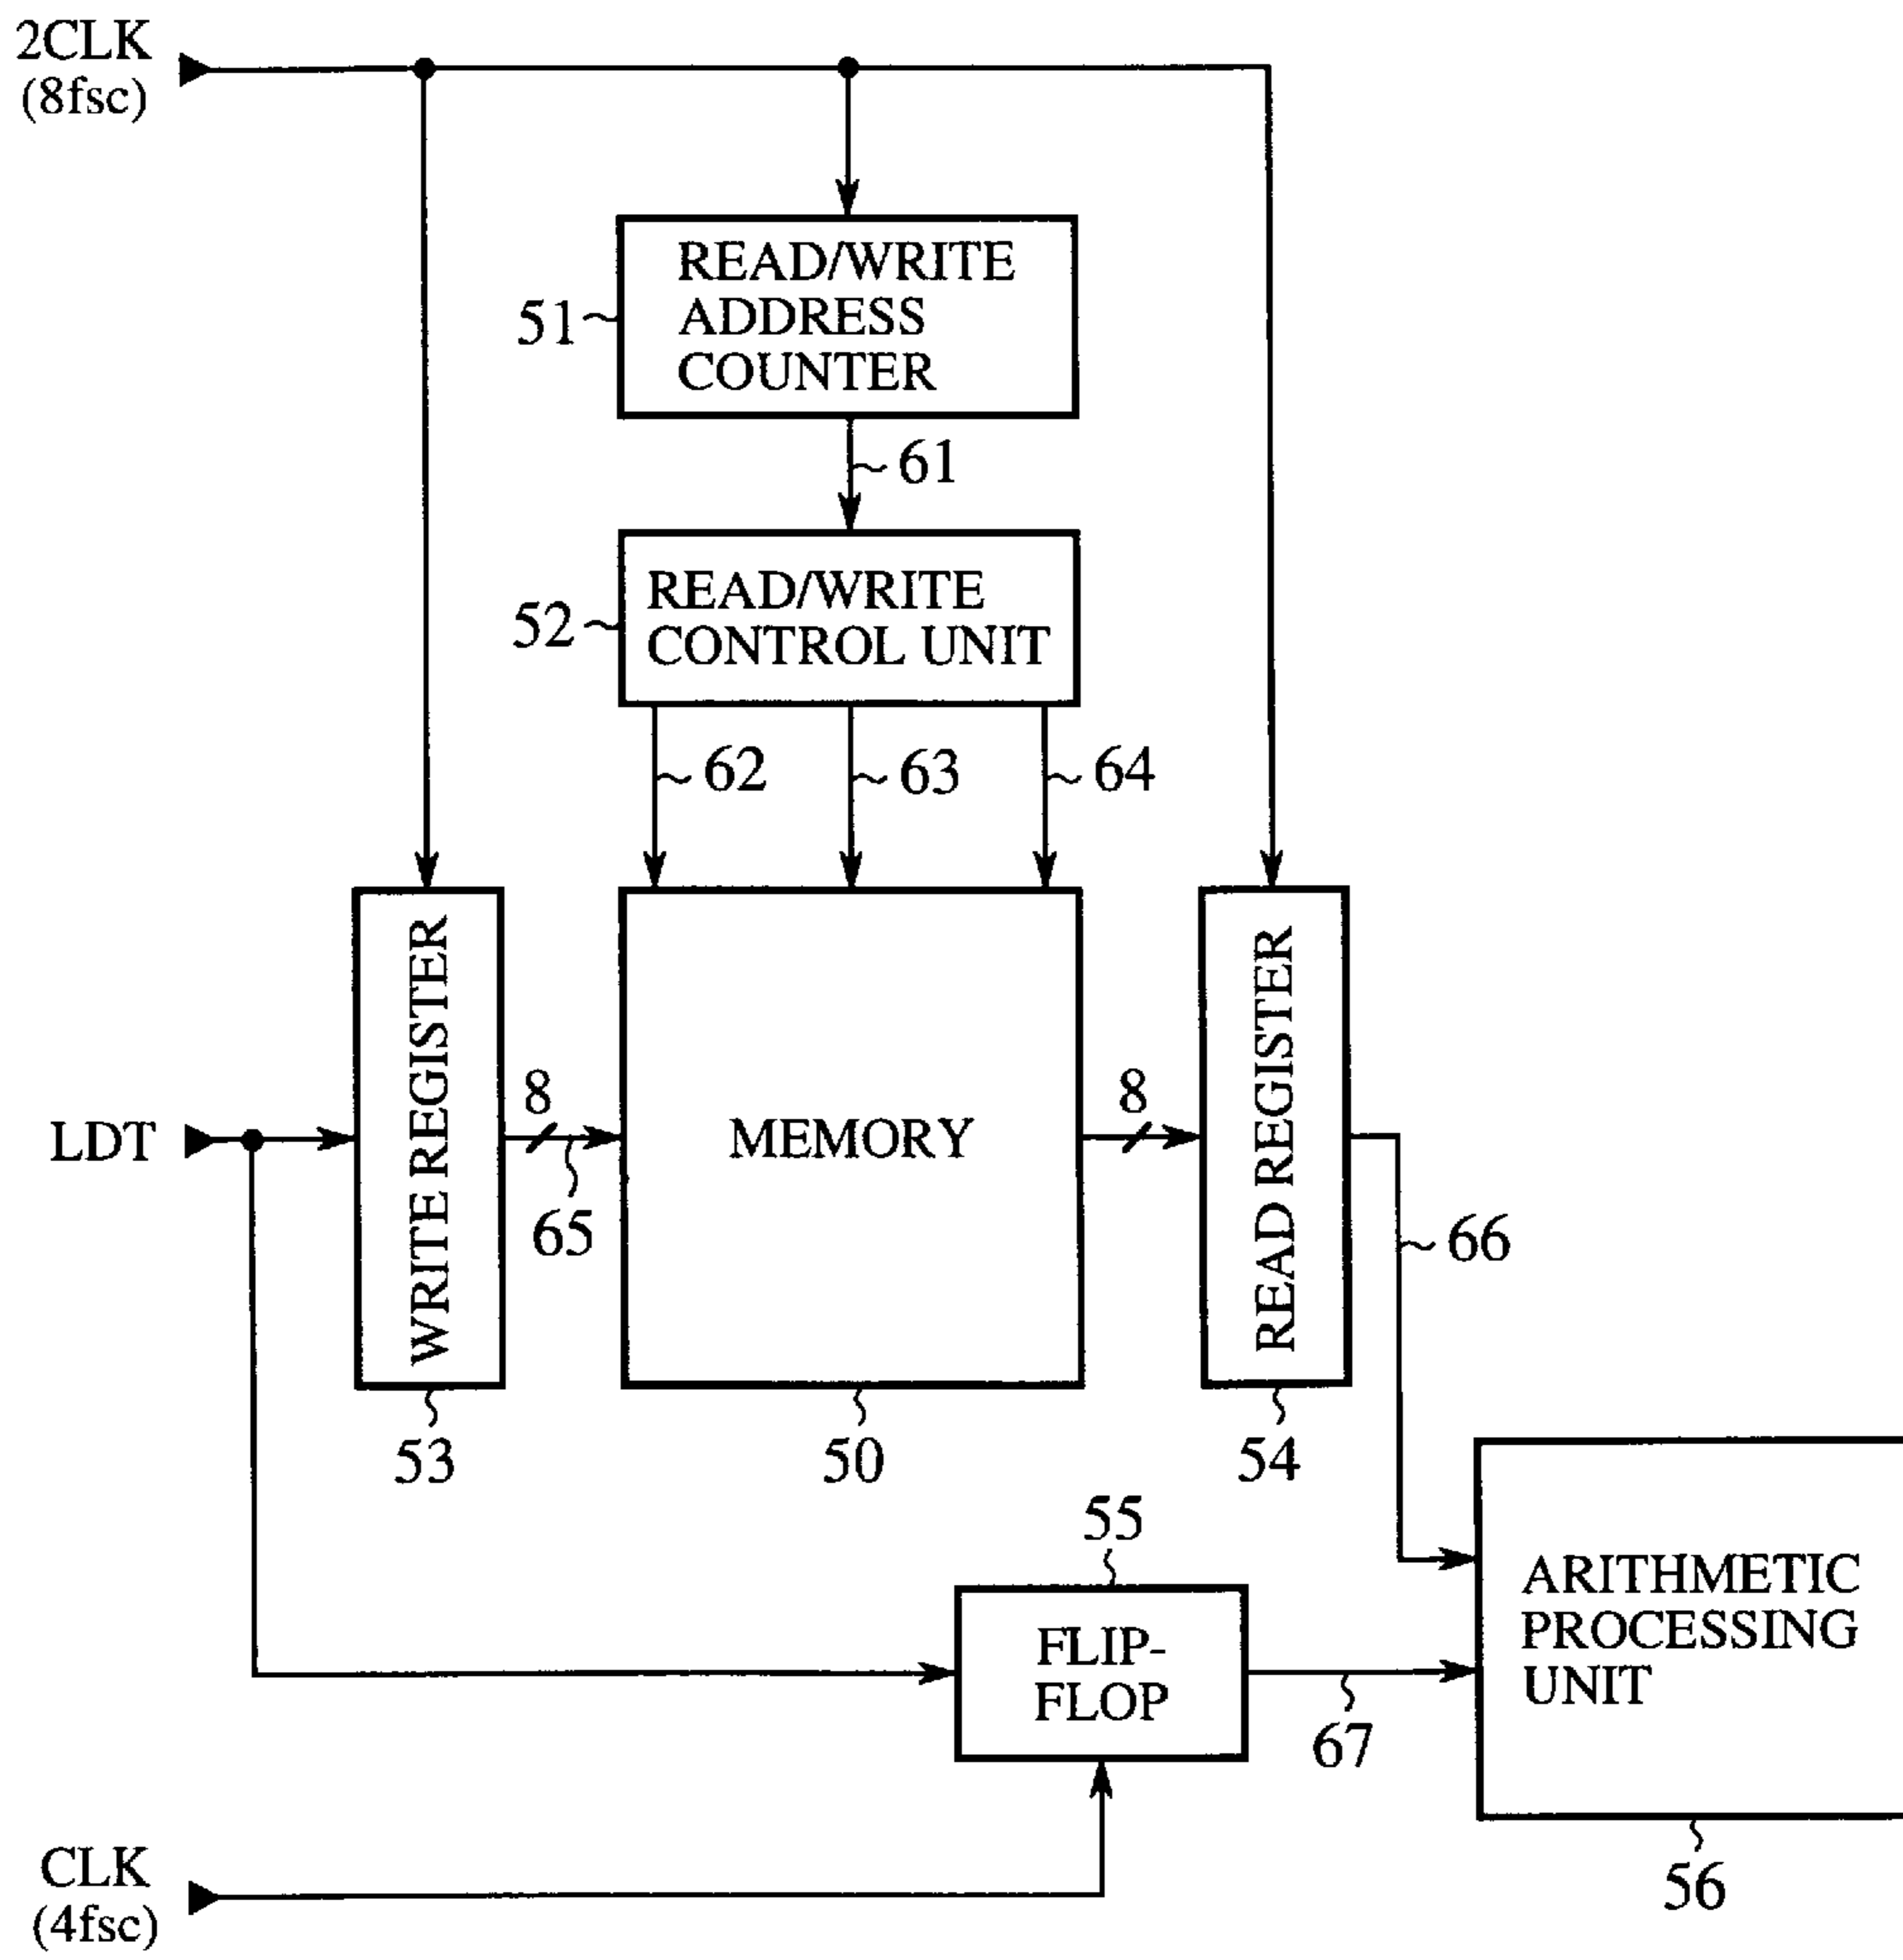 2CLK
(8fsc)
READ/WRITE
ADDRESS
COUNTER
51
61
READ/WRITE
CONTROL UNIT
52
62
63
64
WRITE REGISTER
8
MEMORY
8
READ REGISTER
LDT
65
66
53
50
54
55
FLIP-
FLOP
ARITHMETIC
PROCESSING
UNIT
67
CLK
(4fsc)
56